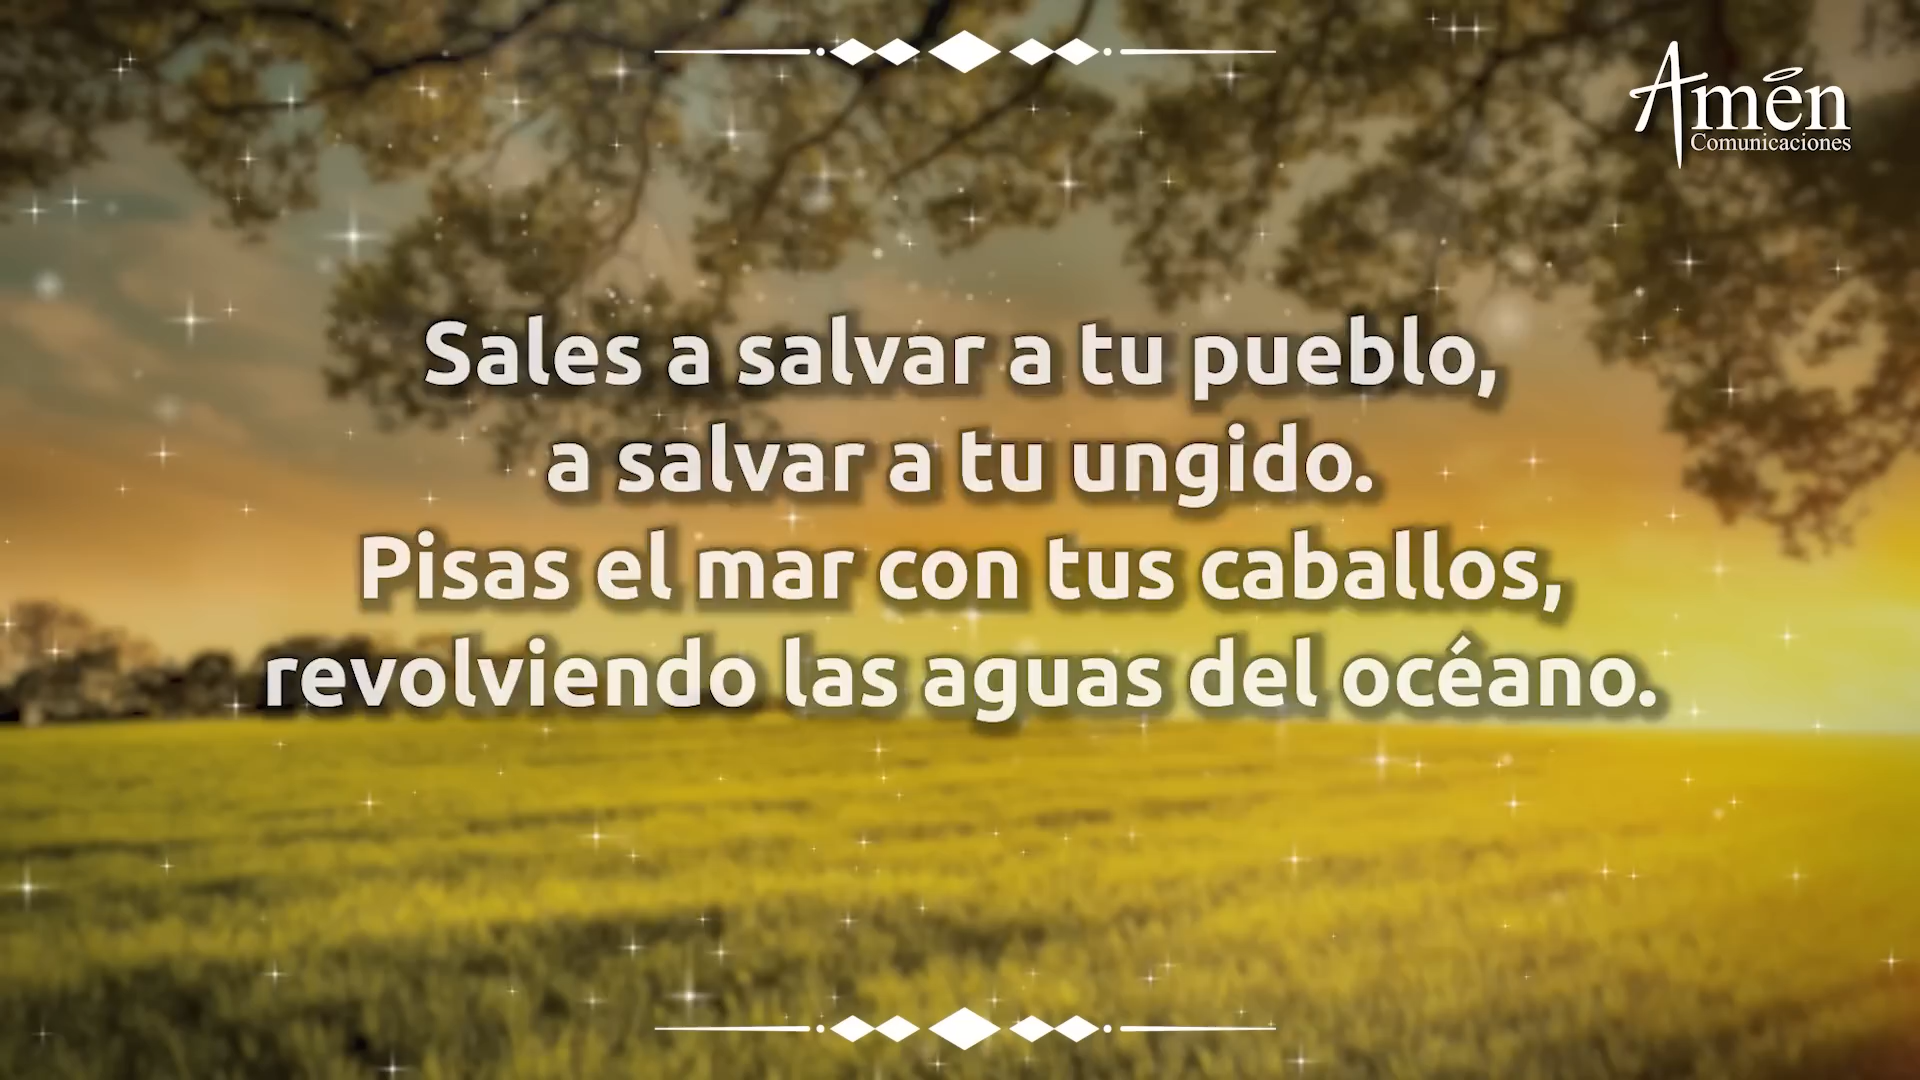 Amén
Comunicaciones
Sales a salvar a tu pueblo,
a salvar a tu ungido.
Pisas el mar con tus caballos,
revolviendo las aguas del océano.